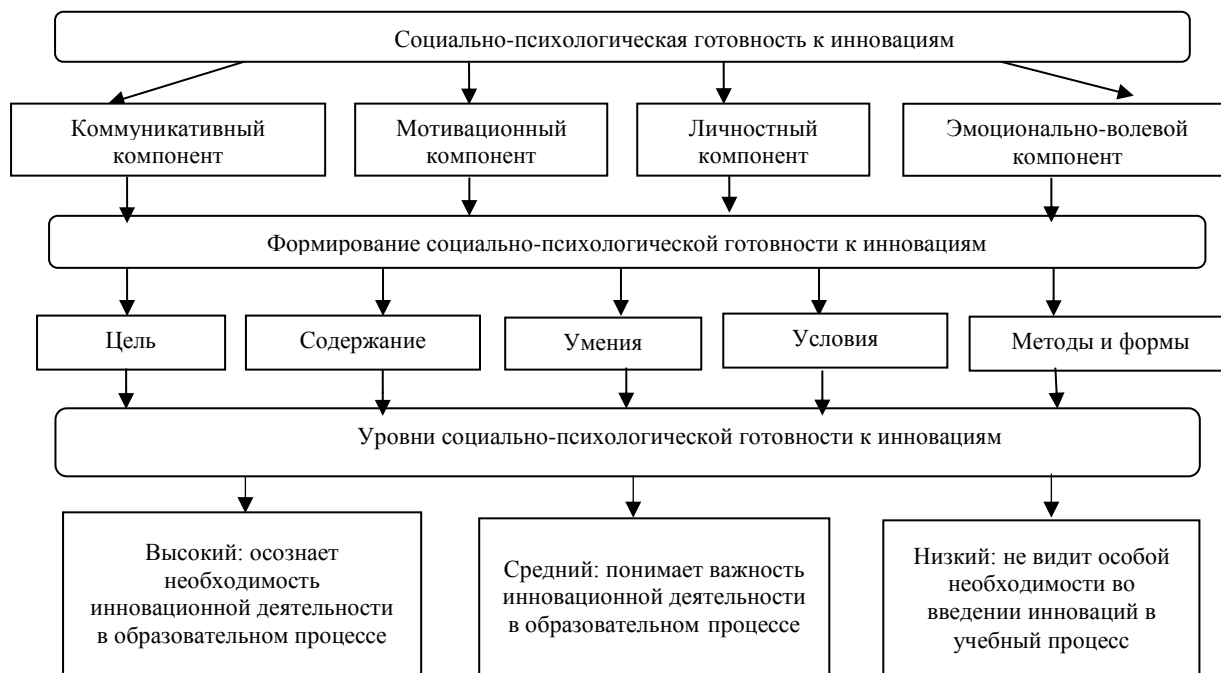 Социально-психологическая готовность к инновациям
Коммуникативный
компонент
Мотивационный
компонент
Личностный
компонент
Эмоционально-волевой
компонент
Формирование социально-психологической готовности к инновациям
Цель
Содержание
Умения
Условия
Методы и формы
Уровни социально-психологической готовности к инновациям
Высокий: осознает
необходимость
инновационной деятельности
в образовательном процессе
Средний: понимает важность
инновационной деятельности
в образовательном процессе
Низкий: не видит особой
необходимости во
введении инноваций в
учебный процесс